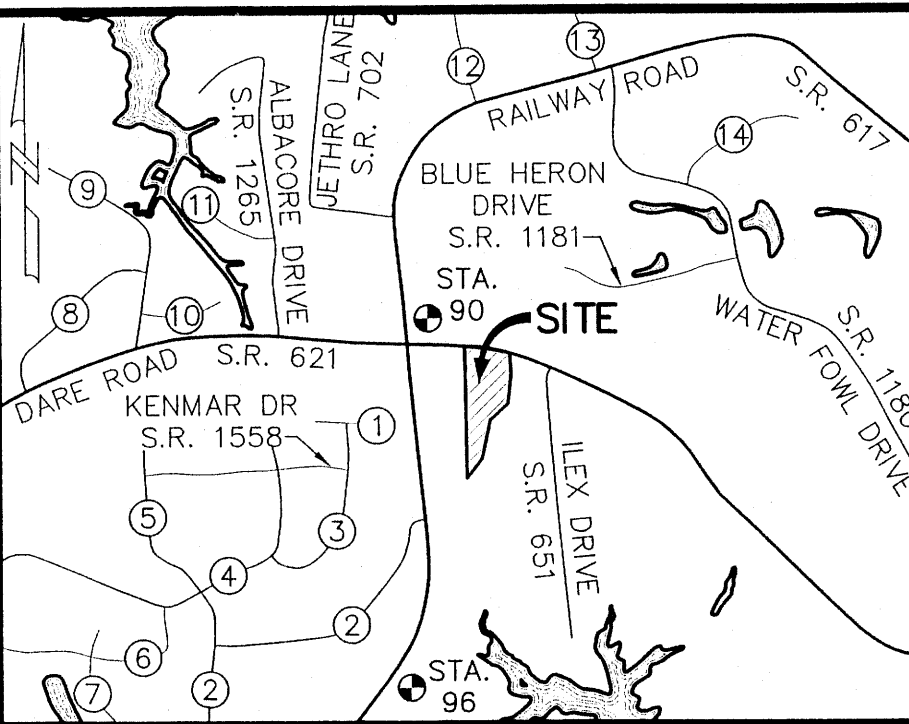 JETHRO LANE
S.R. 702
12
13
RAILWAY ROAD
S.R. 617
14
ALBACORE DRIVE
S.R. 1265
N
9
11
BLUE HERON
DRIVE
S.R. 1181
8
10
STA.
90
SITE
WATER FOWL DRIVE
S.R. 1180
DARE ROAD S.R. 621
KENMAR DR
S.R. 1558
1
ILEX DRIVE
S.R. 651
5
3
4
2
6
7
2
STA.
96